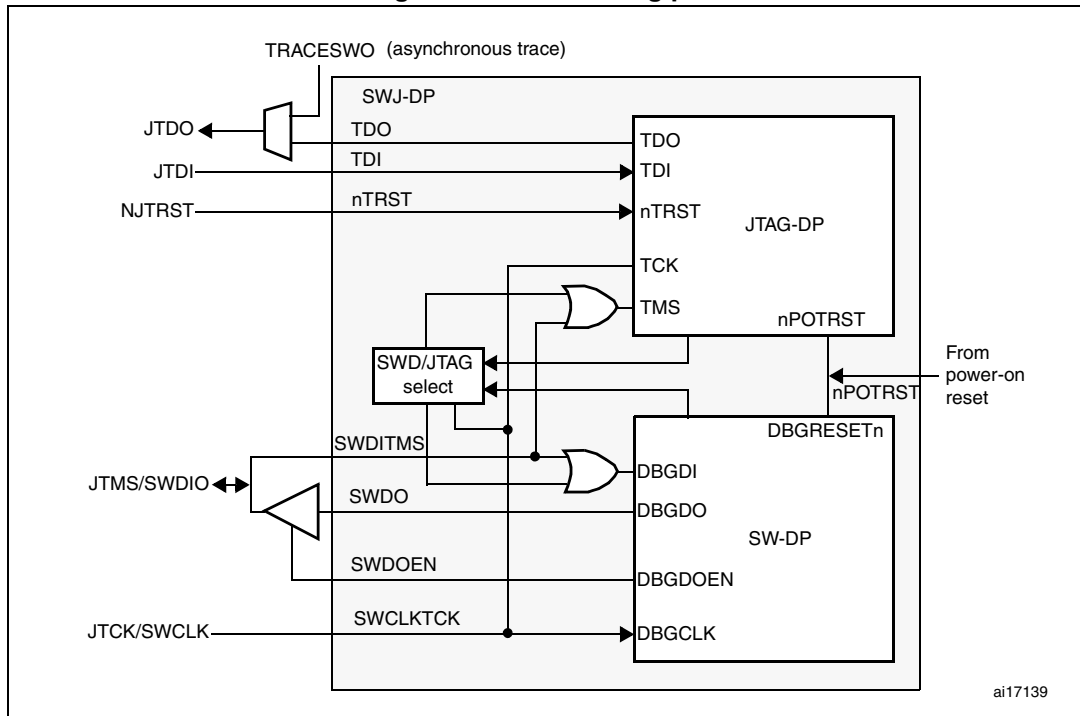 TRACESWO (asynchronous trace)
SWJ-DP
JTDO
TDO
TDO
JTDI
TDI
TDI
NJTRST
nTRST
nTRST
JTAG-DP
TCK
TMS
nPOTRST
SWD/JTAG
select
From
power-on
reset
nPOTRST
DBGRESETn
SWDITMS
DBGDI
JTMS/SWDIO
SWDO
DBGDO
SW-DP
SWDOEN
DBGDOEN
JTCK/SWCLK
SWCLKTCK
DBGCLK
ai17139